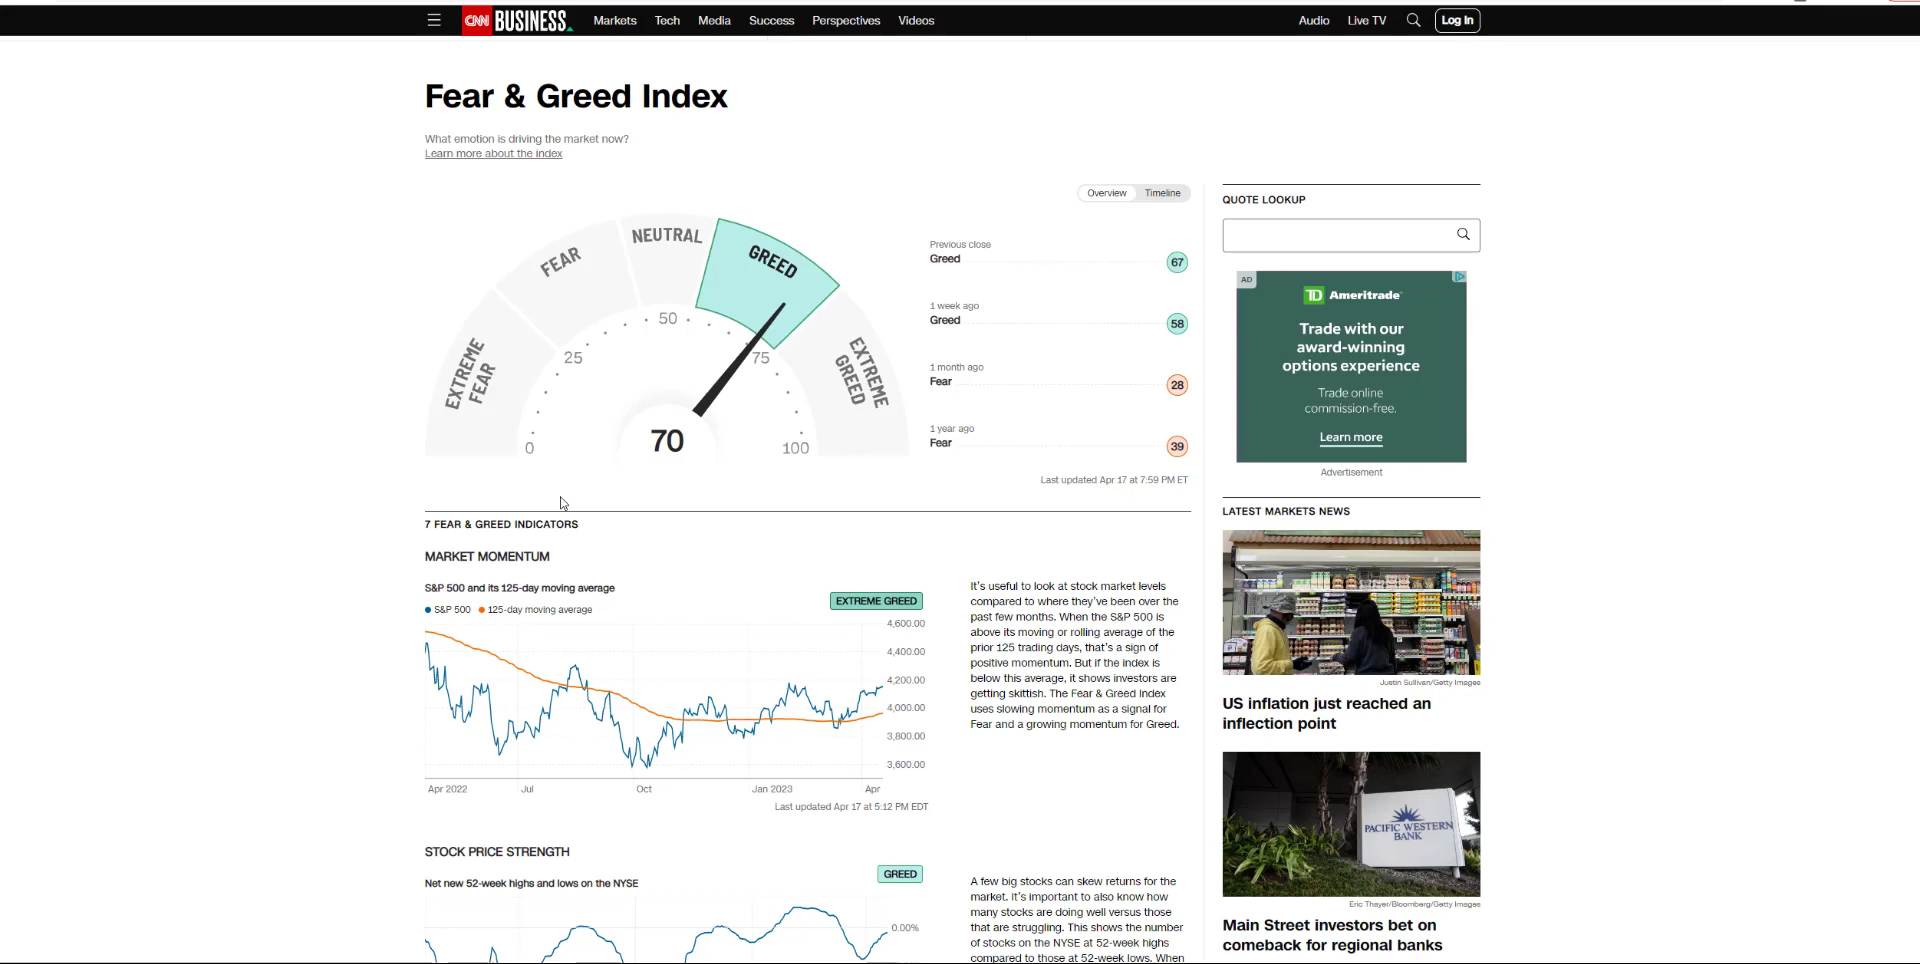 CNN BUSINESS
Markets
Tech
Media
Success
Perspectives
Videos
Audio
Live TV
Log In
Fear & Greed Index
What emotion is driving the market now?
Learn more about the index
Overview
Timeline
EXTREME
FEAR
FEAR
NEUTRAL
GREED
EXTREME
GREED
0
25
50
75
100
70
Previous close
Greed
67
1 week ago
Greed
58
1 month ago
Fear
28
1 year ago
Fear
39
Last updated Apr 17 at 7:59 PM ET
7 FEAR & GREED INDICATORS
MARKET MOMENTUM
S&P 500 and its 125-day moving average
S&P 500
125-day moving average
EXTREME GREED
4,600.00
4,400.00
4,200.00
4,000.00
3,800.00
3,600.00
Apr 2022
Jul
Oct
Jan 2023
Apr
Last updated Apr 17 at 5:12 PM EDT
It's useful to look at stock market levels
compared to where they've been over the
past few months. When the S&P 500 is
above its moving or rolling average of the
prior 125 trading days, that's a sign of
positive momentum. But if the index is
below this average, it shows investors are
getting skittish. The Fear & Greed Index
uses slowing momentum as a signal for
Fear and a growing momentum for Greed.
STOCK PRICE STRENGTH
Net new 52-week highs and lows on the NYSE
GREED
0.00%
A few big stocks can skew returns for the
market. It's important to also know how
many stocks are doing well versus those
that are struggling. This shows the number
of stocks on the NYSE at 52-week highs
compared to those at 52-week lows. When
QUOTE LOOKUP
AD
TD Ameritrade
Trade with our
award-winning
options experience
Trade online
commission-free.
Learn more
Advertisement
LATEST MARKETS NEWS
Justin Sullivan/Getty Images
US inflation just reached an
inflection point
PACIFIC WESTERN
BANK
Eric Thayer/Bloomberg/Getty Images
Main Street investors bet on
comeback for regional banks